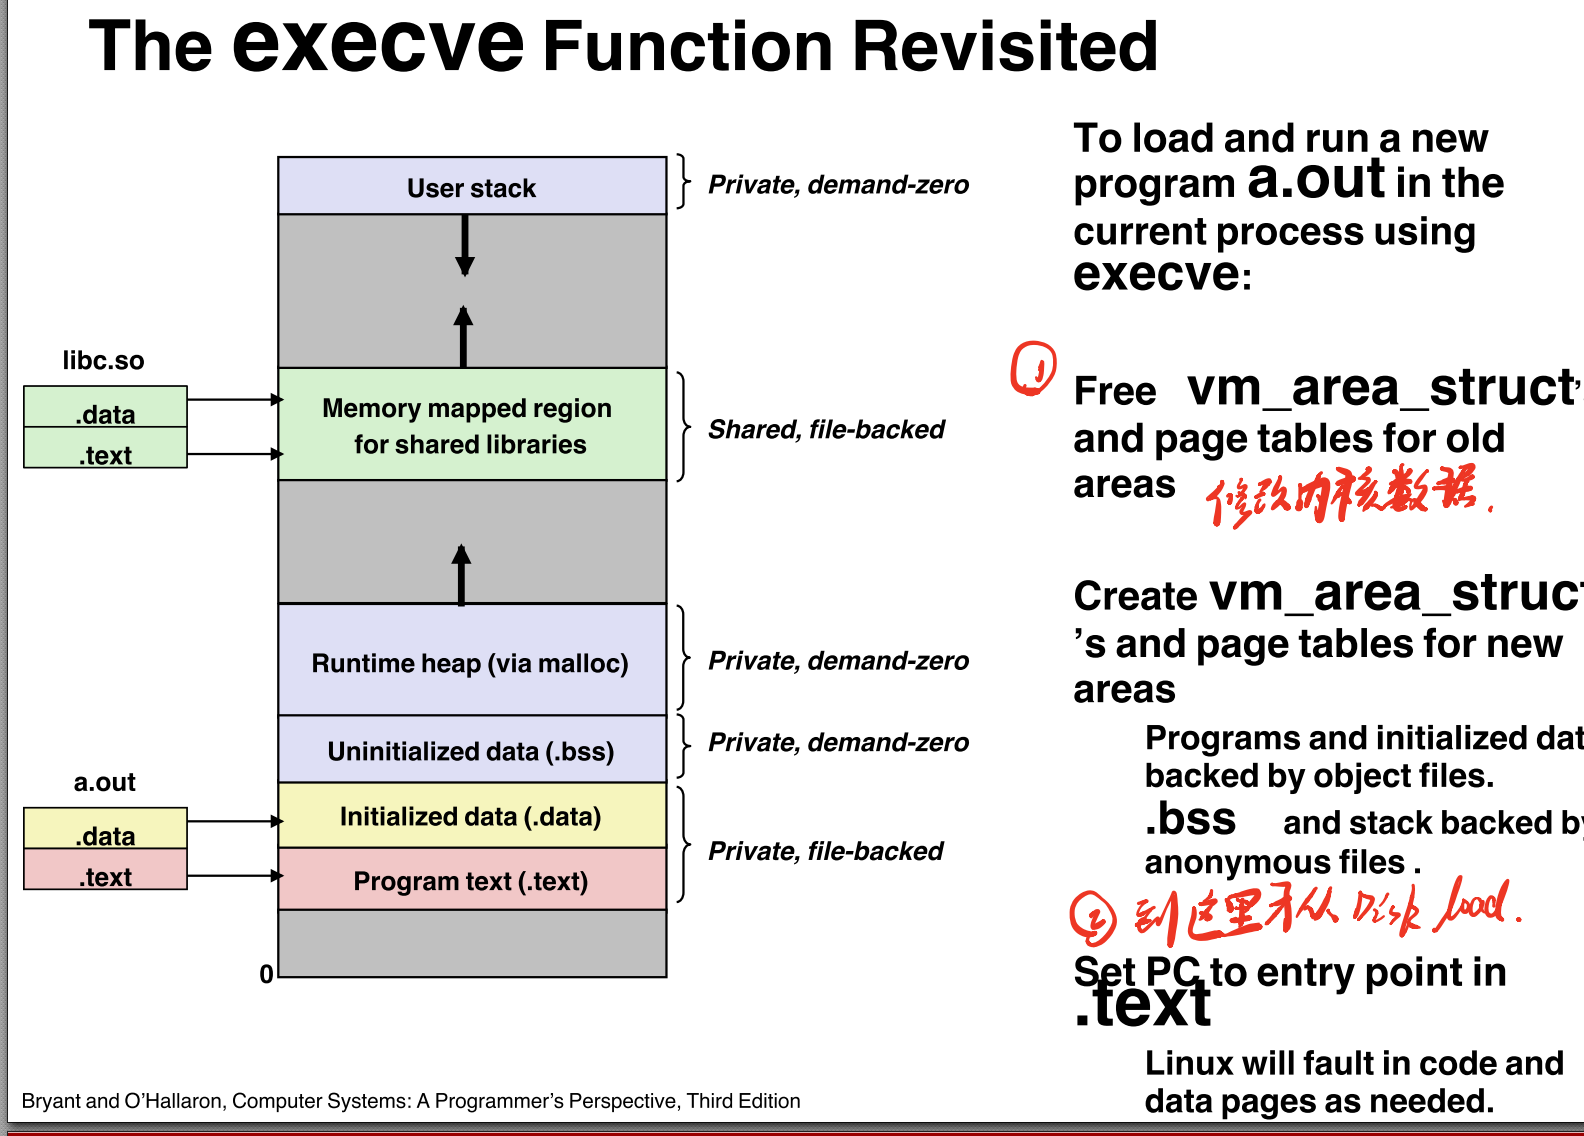 The execve Function Revisited
User stack
Private, demand-zero
libc.so
.data
.text
Memory mapped region
for shared libraries
Shared, file-backed
Runtime heap (via malloc)
Private, demand-zero
Uninitialized data (.bss)
Private, demand-zero
a.out
.data
.text
Initialized data (.data)
Program text (.text)
Private, file-backed
0
To load and run a new
program a.out in the
current process using
execve:
①
Free vm_area_struct’s
and page tables for old
areas 修改内核数据.
Create vm_area_struct
’s and page tables for new
areas
Programs and initialized dat
backed by object files.
.bss and stack backed by
anonymous files .
② 到这里才从 Disk load.
Set PC to entry point in
.text
Linux will fault in code and
data pages as needed.
Bryant and O’Hallaron, Computer Systems: A Programmer’s Perspective, Third Edition